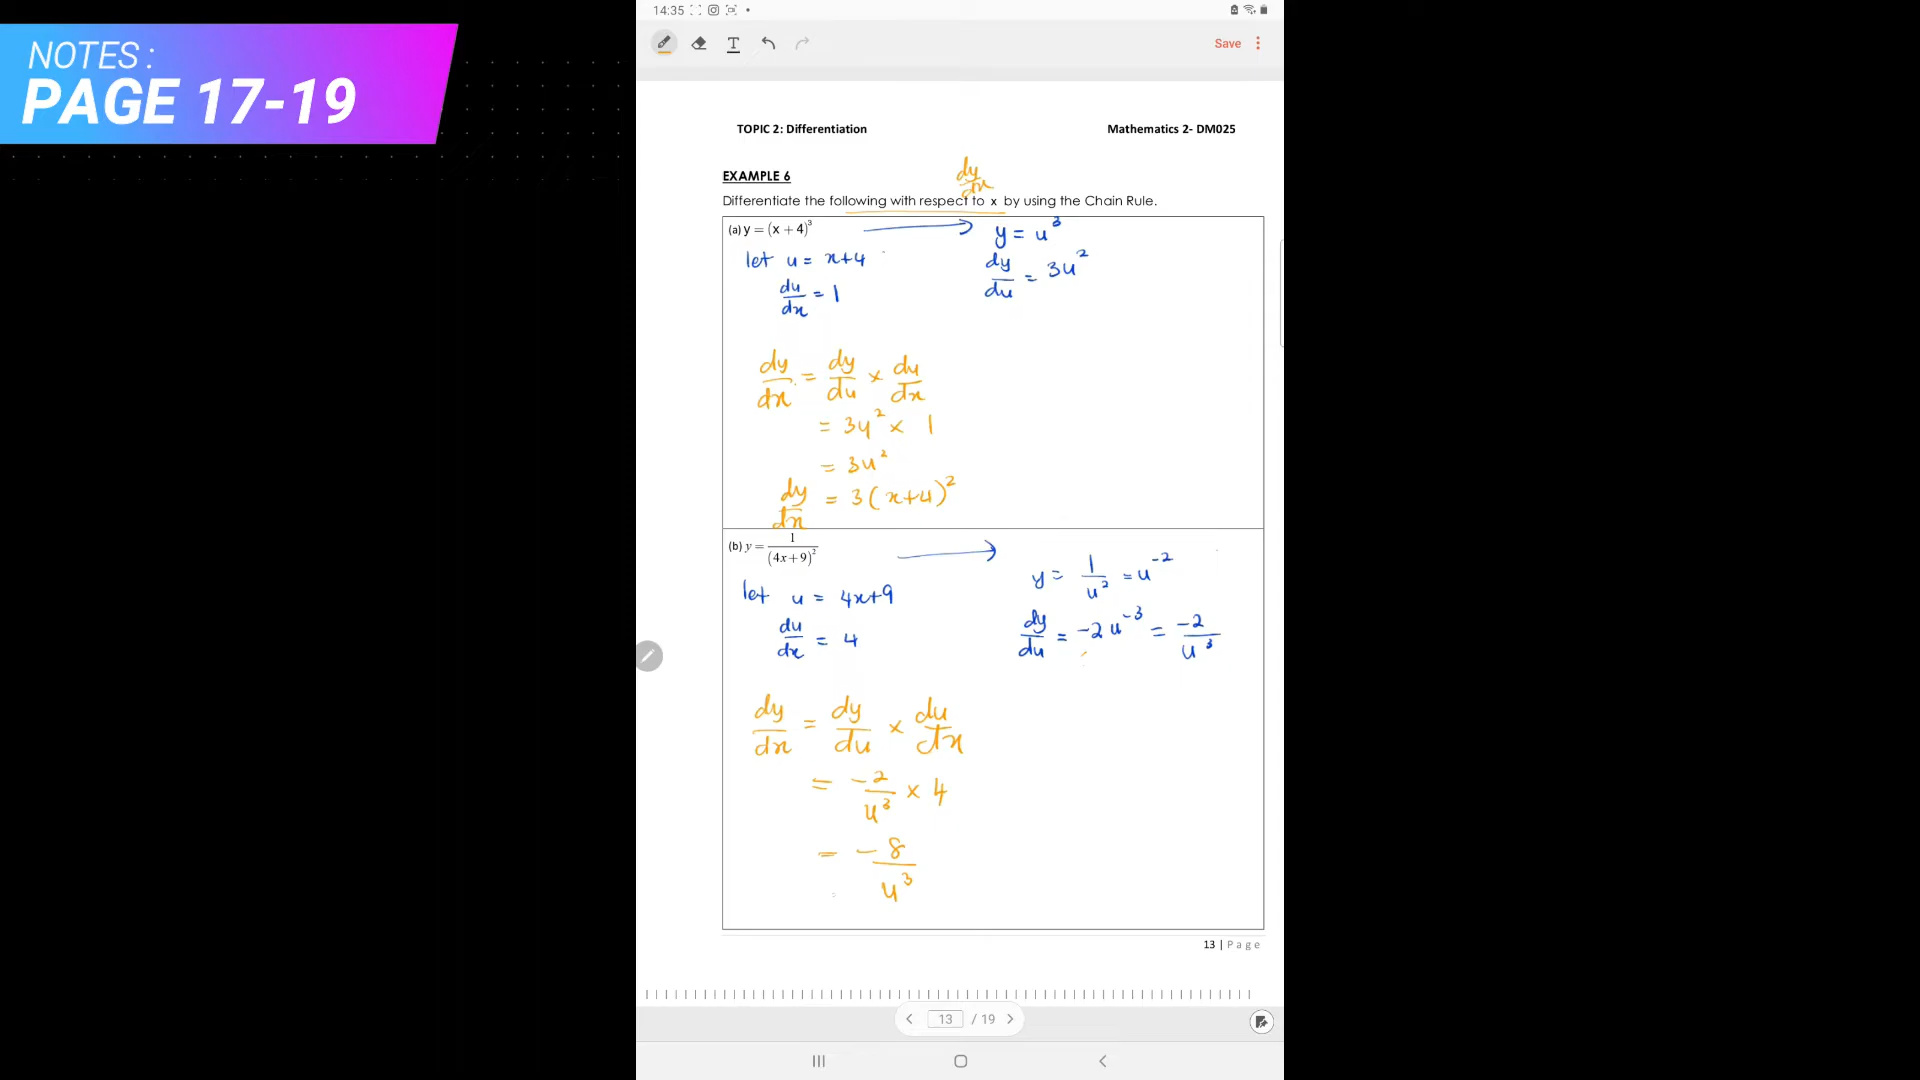 NOTES :
PAGE 17-19
14:35
Save
TOPIC 2: Differentiation Mathematics 2- DM025
EXAMPLE 6
dy/dx
Differentiate the following with respect to x by using the Chain Rule.
(a) y = (x + 4)³ → y = u³
let u = x+4
dy/du = 3u²
du/dx = 1
dy/dx = dy/du × du/dx
= 3u² × 1
= 3u²
dy/dx = 3(x+4)²
(b) y = 1/(4x+9)² → y = 1/u² = u⁻²
let u = 4x+9
dy/du = -2u⁻³ = -2/u³
du/dx = 4
dy/dx = dy/du × du/dx
= -2/u³ × 4
= -8/u³
13 | Page
13 / 19